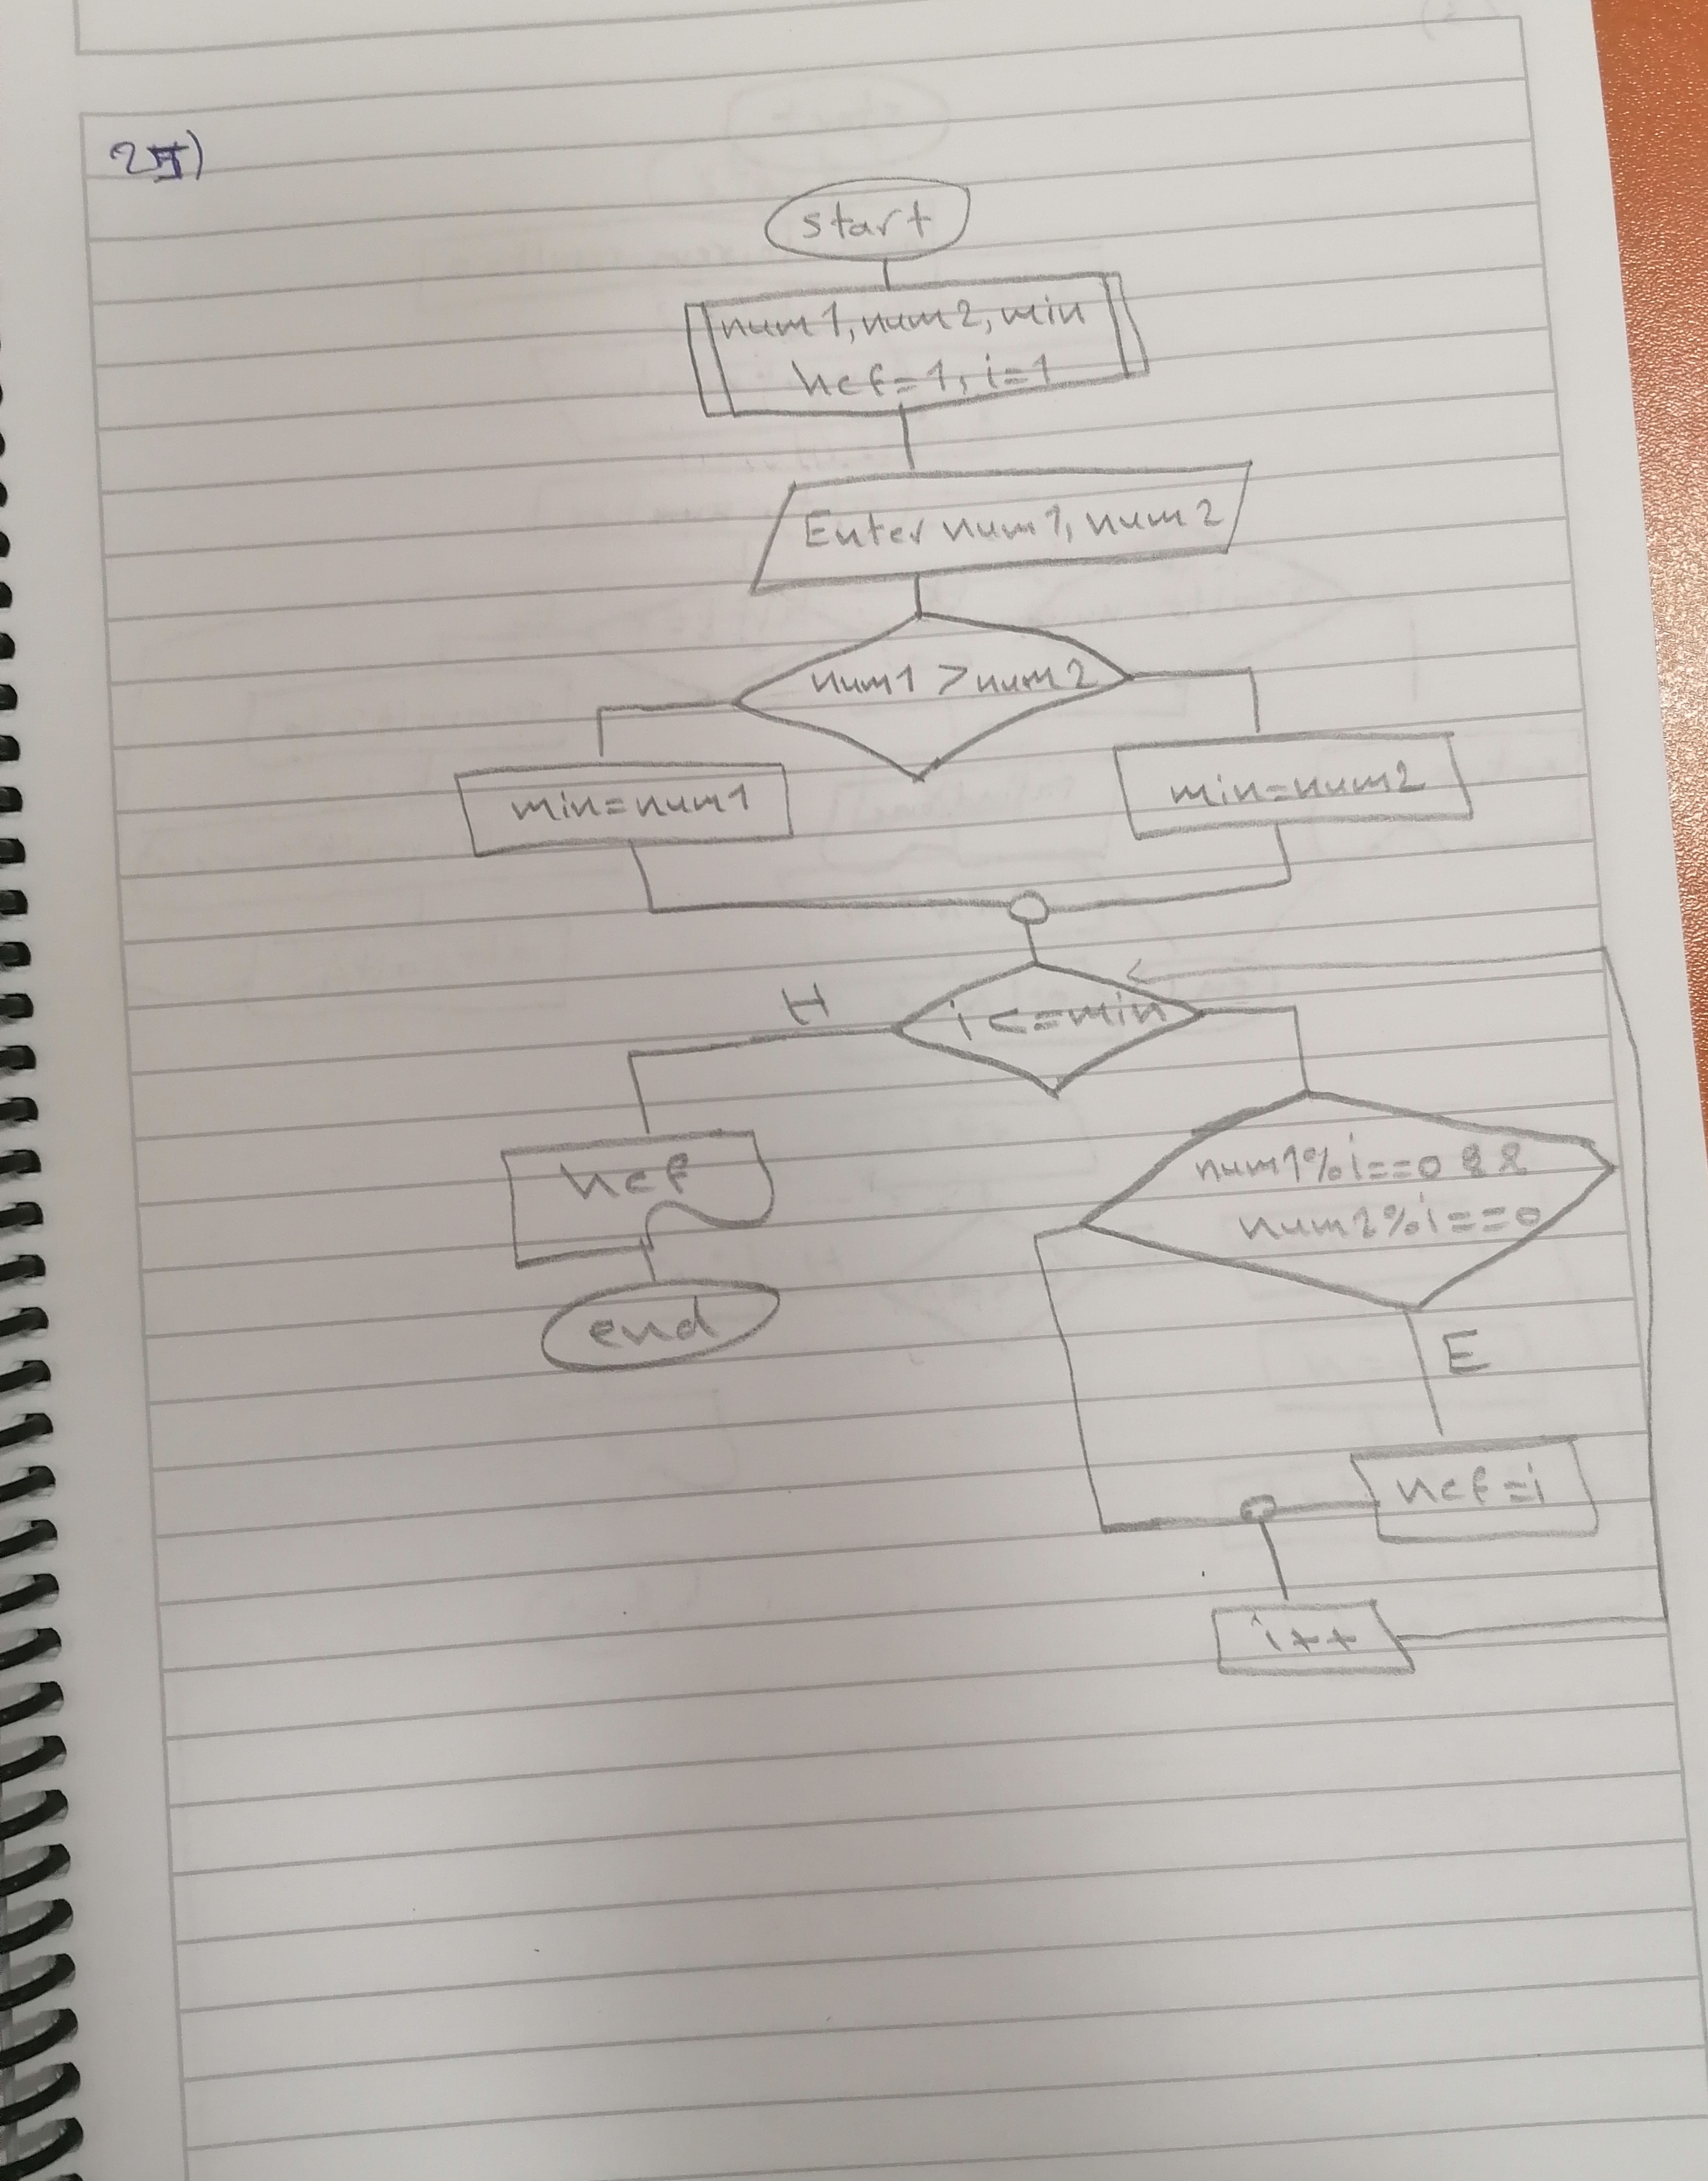 start
num1, num2, min
hcf=1, i=1
Enter num1, num2
num1 > num2
min=num1
min=num2
i <= min
H
hcf
end
num1%i==0 &&
num2%i==0
E
hcf=i
i++